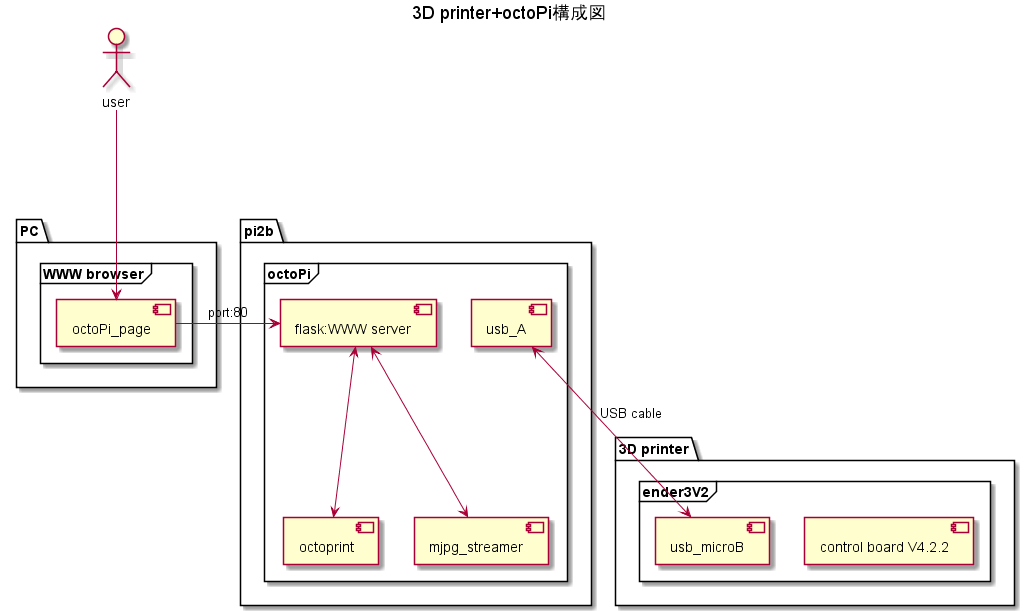 3D printer+octoPi構成図
user
PC
WWW browser
octoPi_page
port:80
pi2b
octoPi
flask:WWW server
usb_A
octoprint
mjpg_streamer
USB cable
3D printer
ender3V2
usb_microB
control board V4.2.2